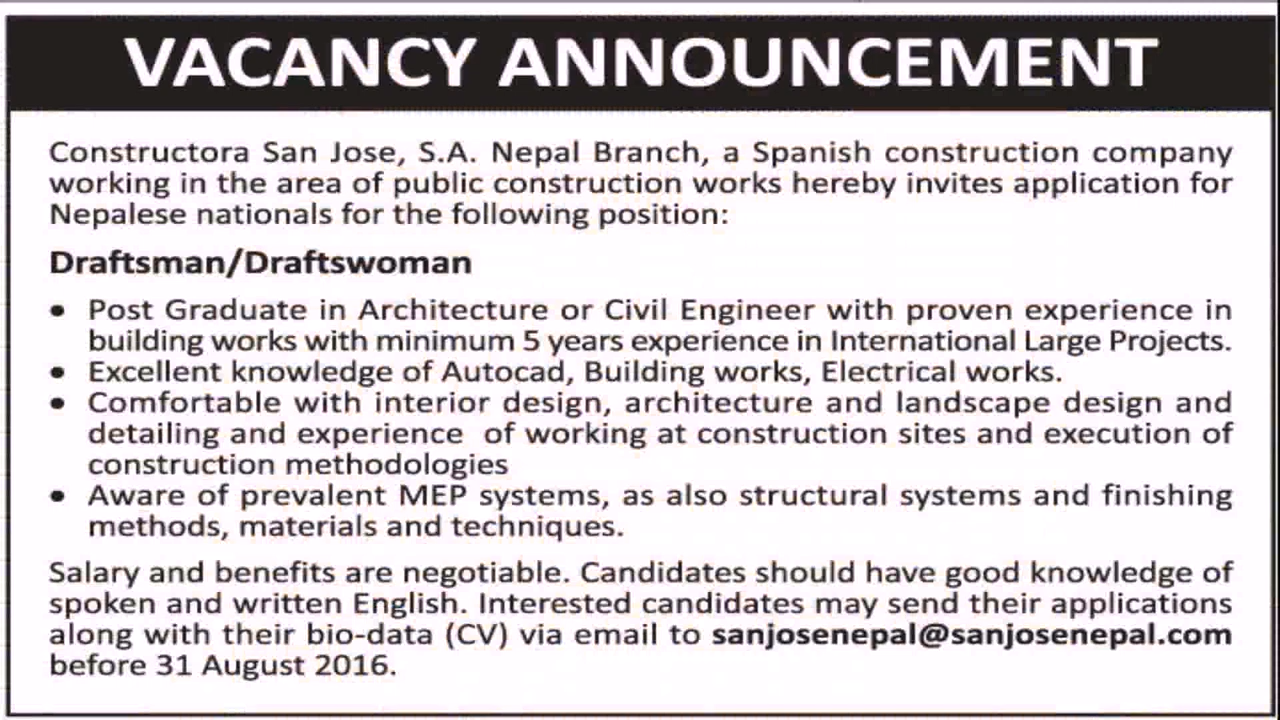 VACANCY ANNOUNCEMENT
Constructora San Jose, S.A. Nepal Branch, a Spanish construction company
working in the area of public construction works hereby invites application for
Nepalese nationals for the following position:
Draftsman/Draftswoman
• Post Graduate in Architecture or Civil Engineer with proven experience in
building works with minimum 5 years experience in International Large Projects.
• Excellent knowledge of Autocad, Building works, Electrical works.
• Comfortable with interior design, architecture and landscape design and
detailing and experience of working at construction sites and execution of
construction methodologies
• Aware of prevalent MEP systems, as also structural systems and finishing
methods, materials and techniques.
Salary and benefits are negotiable. Candidates should have good knowledge of
spoken and written English. Interested candidates may send their applications
along with their bio-data (CV) via email to sanjosenepal@sanjosenepal.com
before 31 August 2016.